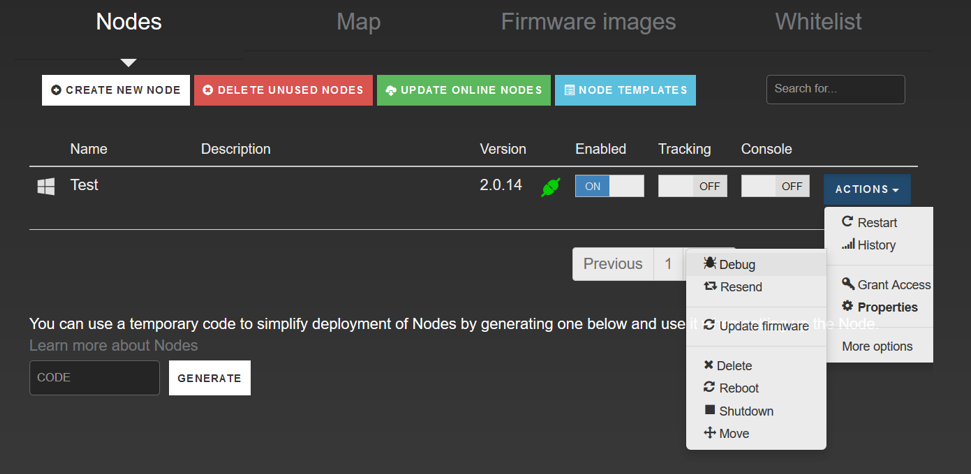 Nodes Map Firmware images Whitelist
CREATE NEW NODE DELETE UNUSED NODES UPDATE ONLINE NODES NODE TEMPLATES Search for...
Name Description Version Enabled Tracking Console
Test 2.0.14 ON OFF OFF ACTIONS
Restart
History
Grant Access
Properties
More options
Previous 1
Debug
Resend
Update firmware
Delete
Reboot
Shutdown
Move
You can use a temporary code to simplify deployment of Nodes by generating one below and use it the Node.
Learn more about Nodes
CODE GENERATE